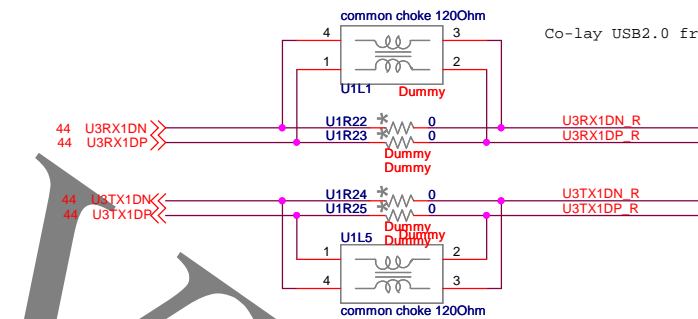 common choke 120Ohm
Co-lay USB2.0 fr
4 3
1 2
U1L1 Dummy
44 U3RX1DN U1R22 * 0 U3RX1DN_R
44 U3RX1DP U1R23 * 0 U3RX1DP_R
Dummy
Dummy
44 U3TX1DN U1R24 * 0 U3TX1DN_R
44 U3TX1DP U1R25 * 0 U3TX1DP_R
Dummy
Dummy
U1L5 Dummy
1 2
4 3
common choke 120Ohm